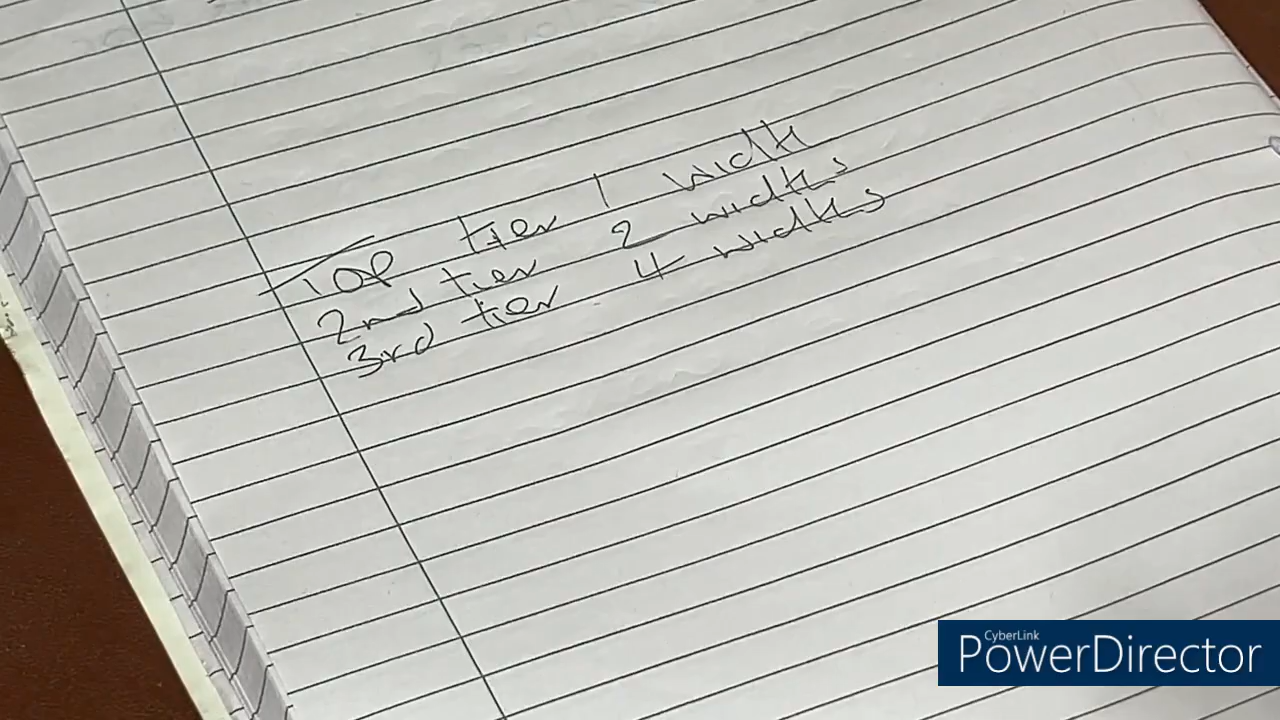 Top tier 1 width
2nd tier 2 widths
3rd tier. 4 widths
CyberLink
PowerDirector